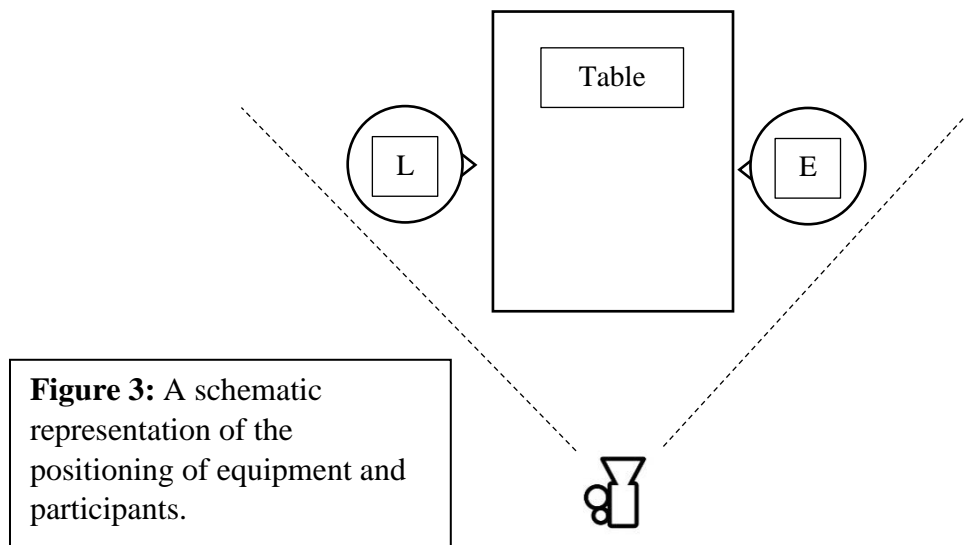 Table
L
E
Figure 3: A schematic
representation of the
positioning of equipment and
participants.